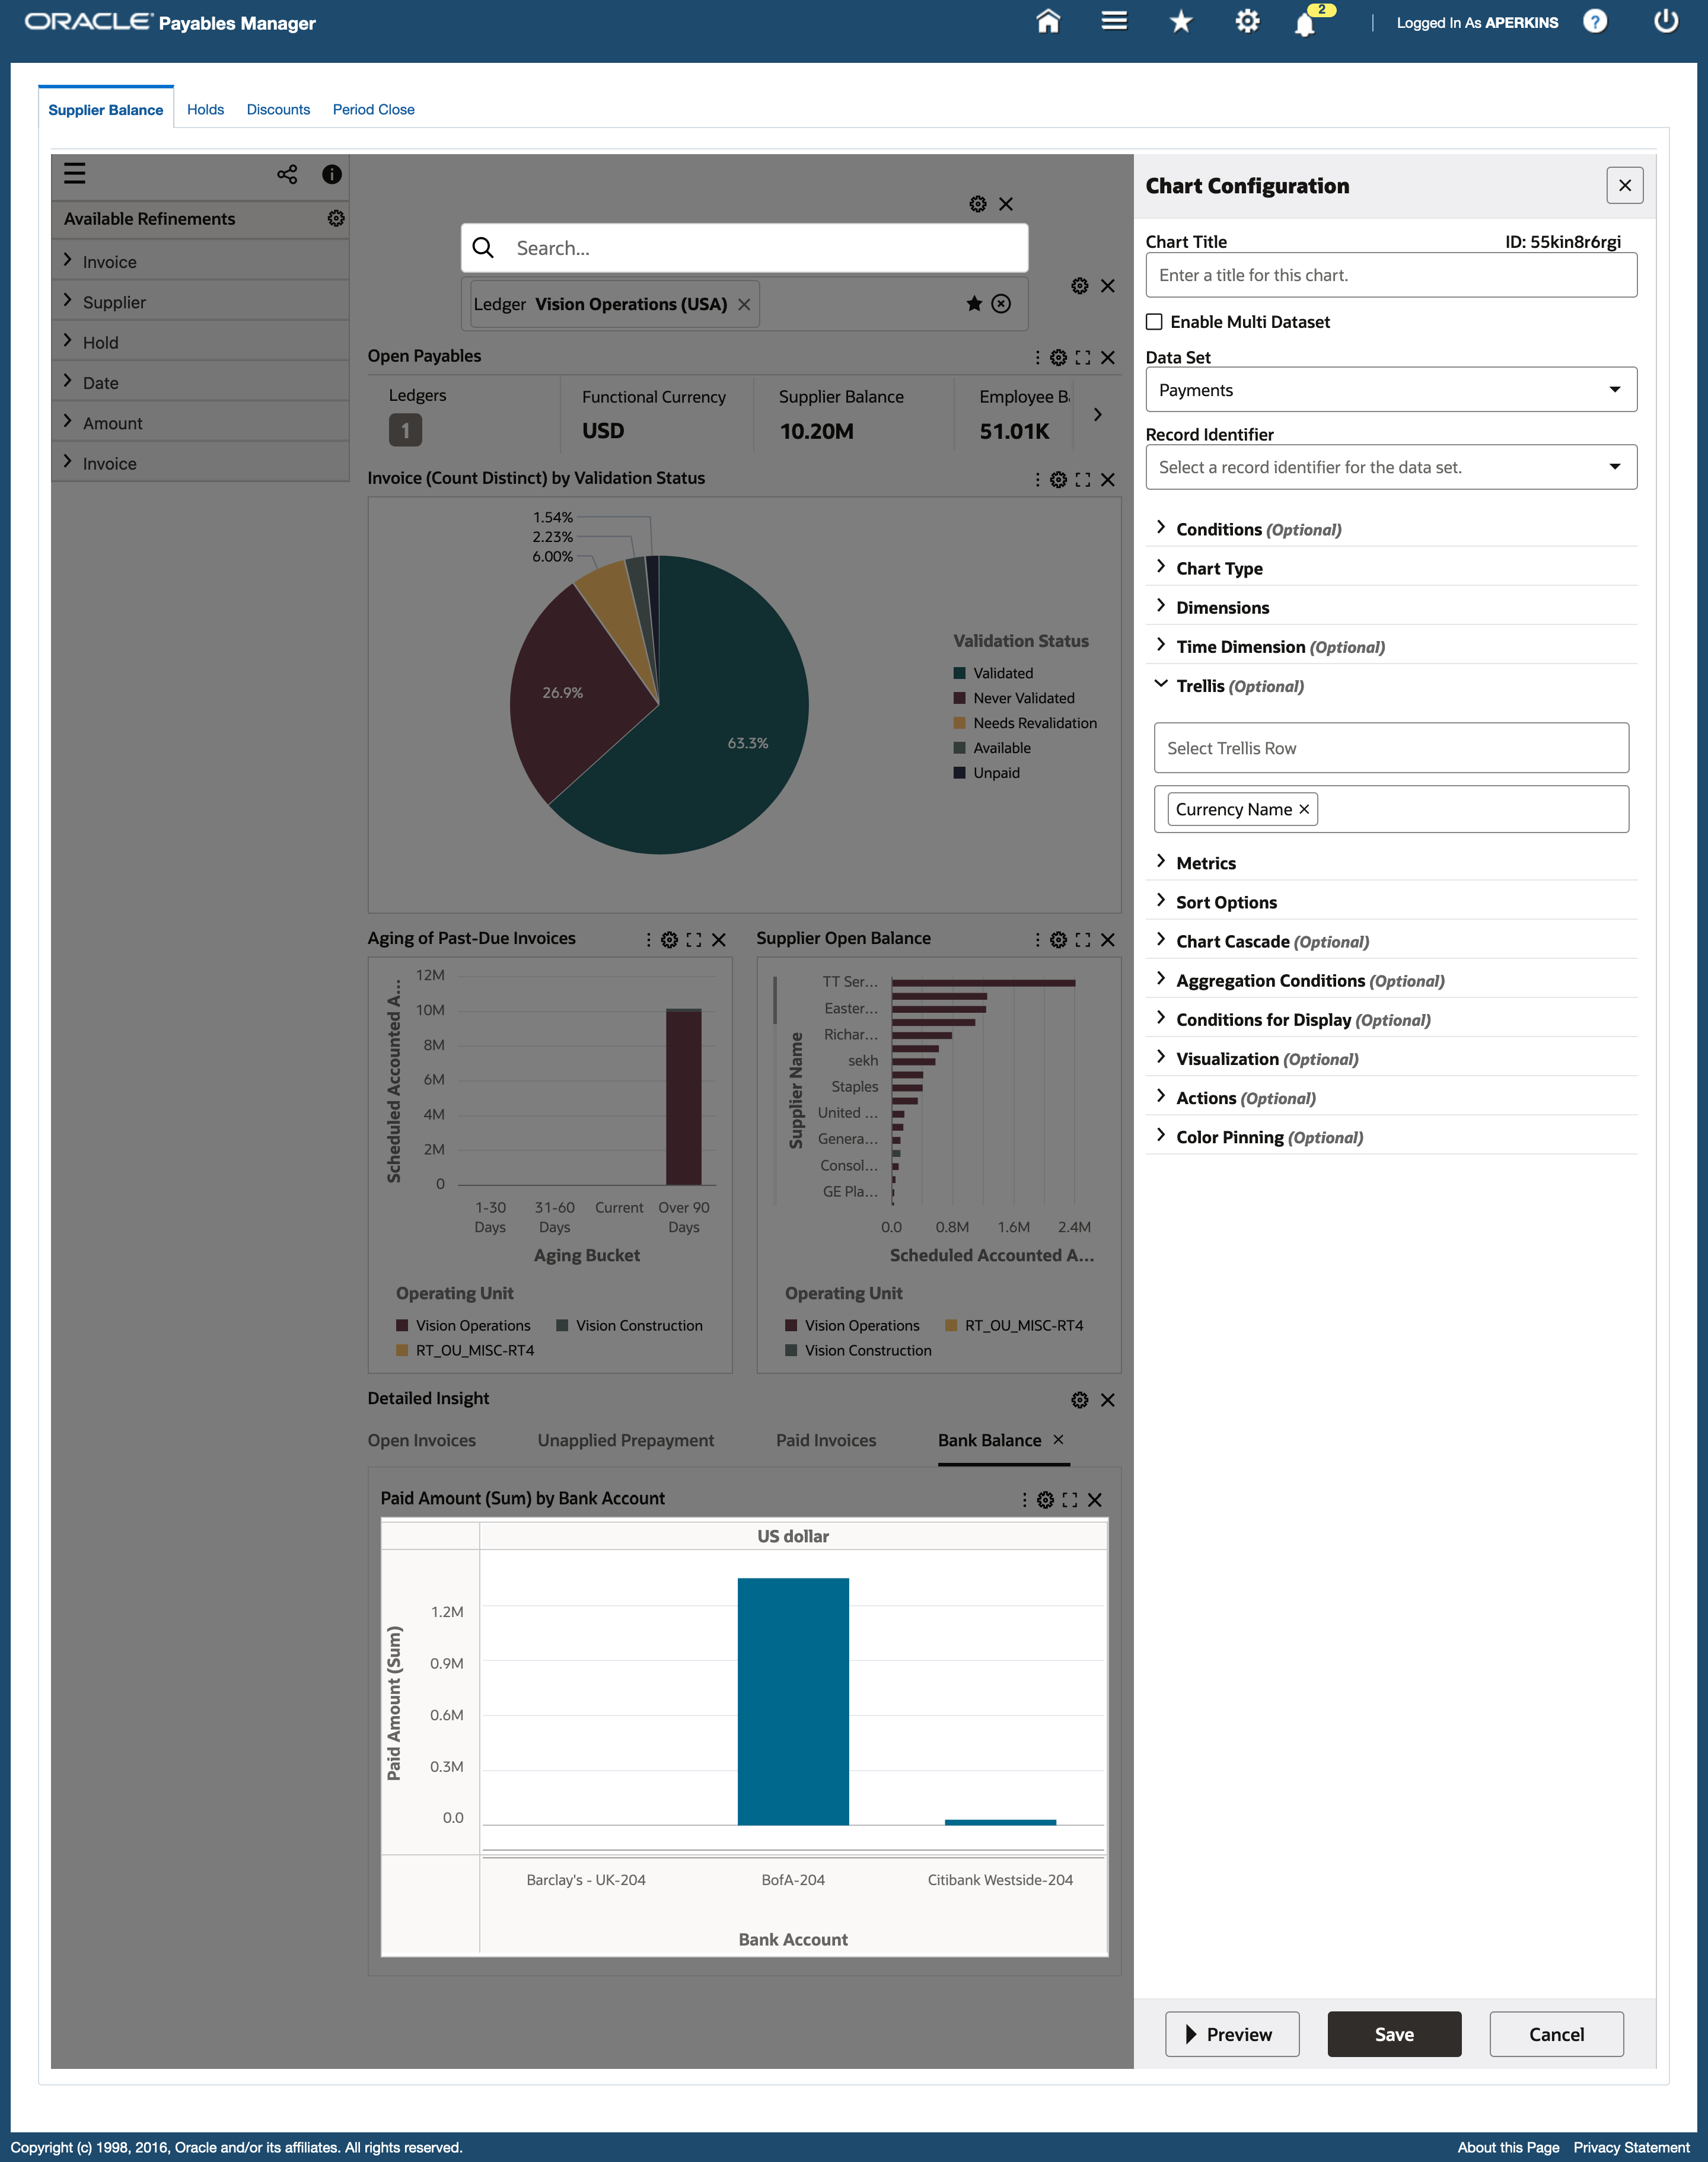 ORACLE® Payables Manager
2
Logged In As APERKINS
?
Supplier Balance
Holds
Discounts
Period Close
Available Refinements
Invoice
Supplier
Hold
Date
Amount
Invoice
Search...
Ledger Vision Operations (USA)
Open Payables
Ledgers
1
Functional Currency
USD
Supplier Balance
10.20M
Employee B
51.01K
Invoice (Count Distinct) by Validation Status
1.54%
2.23%
6.00%
26.9%
63.3%
Validation Status
Validated
Never Validated
Needs Revalidation
Available
Unpaid
Aging of Past-Due Invoices
Scheduled Accounted A...
12M
10M
8M
6M
4M
2M
0
1-30 Days
31-60 Days
Current
Over 90 Days
Aging Bucket
Operating Unit
Vision Operations
Vision Construction
RT_OU_MISC-RT4
Supplier Open Balance
Supplier Name
TT Ser...
Easter...
Richar...
sekh
Staples
United ...
Genera...
Consol...
GE Pla...
0.0
0.8M
1.6M
2.4M
Scheduled Accounted A...
Operating Unit
Vision Operations
RT_OU_MISC-RT4
Vision Construction
Detailed Insight
Open Invoices
Unapplied Prepayment
Paid Invoices
Bank Balance
Paid Amount (Sum) by Bank Account
US dollar
Paid Amount (Sum)
1.2M
0.9M
0.6M
0.3M
0.0
Barclay's - UK-204
BofA-204
Citibank Westside-204
Bank Account
Chart Configuration
Chart Title
ID: 55kin8r6rgi
Enter a title for this chart.
Enable Multi Dataset
Data Set
Payments
Record Identifier
Select a record identifier for the data set.
Conditions (Optional)
Chart Type
Dimensions
Time Dimension (Optional)
Trellis (Optional)
Select Trellis Row
Currency Name
Metrics
Sort Options
Chart Cascade (Optional)
Aggregation Conditions (Optional)
Conditions for Display (Optional)
Visualization (Optional)
Actions (Optional)
Color Pinning (Optional)
Preview
Save
Cancel
Copyright (c) 1998, 2016, Oracle and/or its affiliates. All rights reserved.
About this Page
Privacy Statement